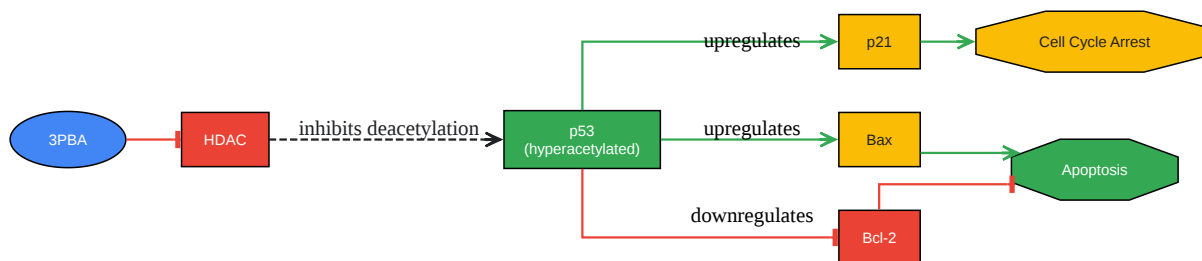 upregulates
p21
Cell Cycle Arrest
3PBA
HDAC
inhibits deacetylation
p53
(hyperacetylated)
upregulates
Bax
Apoptosis
downregulates
Bcl-2